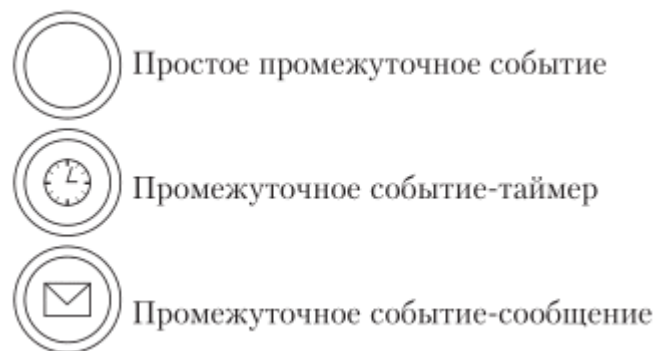 Простое промежуточное событие
Промежуточное событие-таймер
Промежуточное событие-сообщение